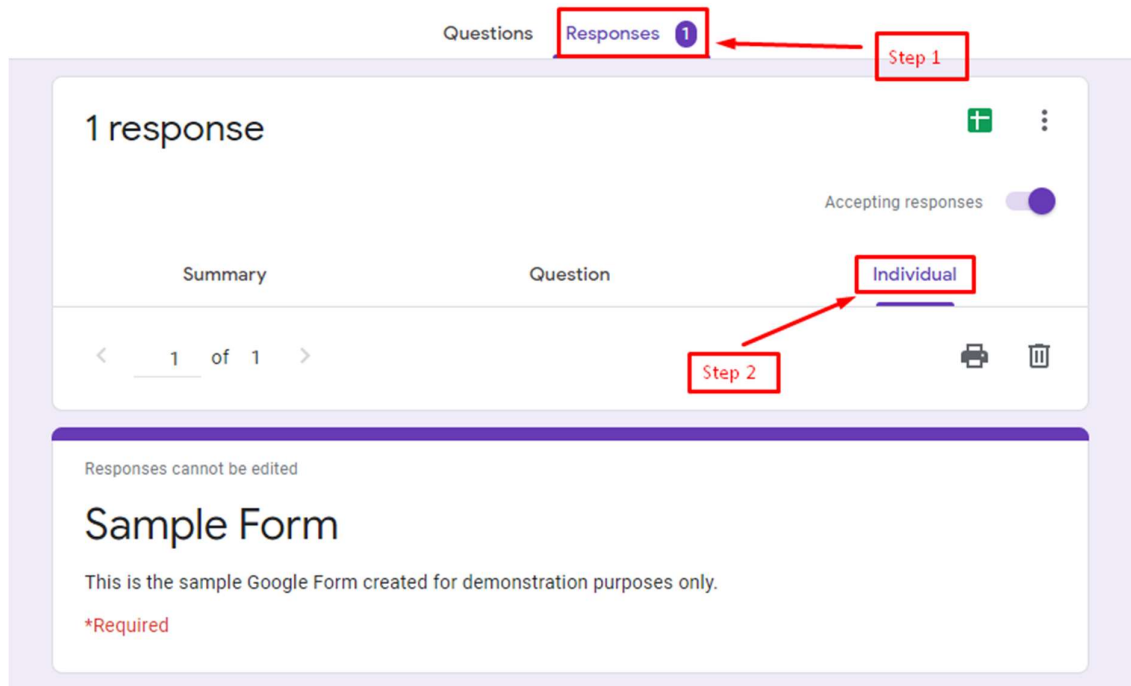 Questions Responses 1
Step 1
1 response
Accepting responses
Summary Question Individual
1 of 1
Step 2
Responses cannot be edited
Sample Form
This is the sample Google Form created for demonstration purposes only.
*Required